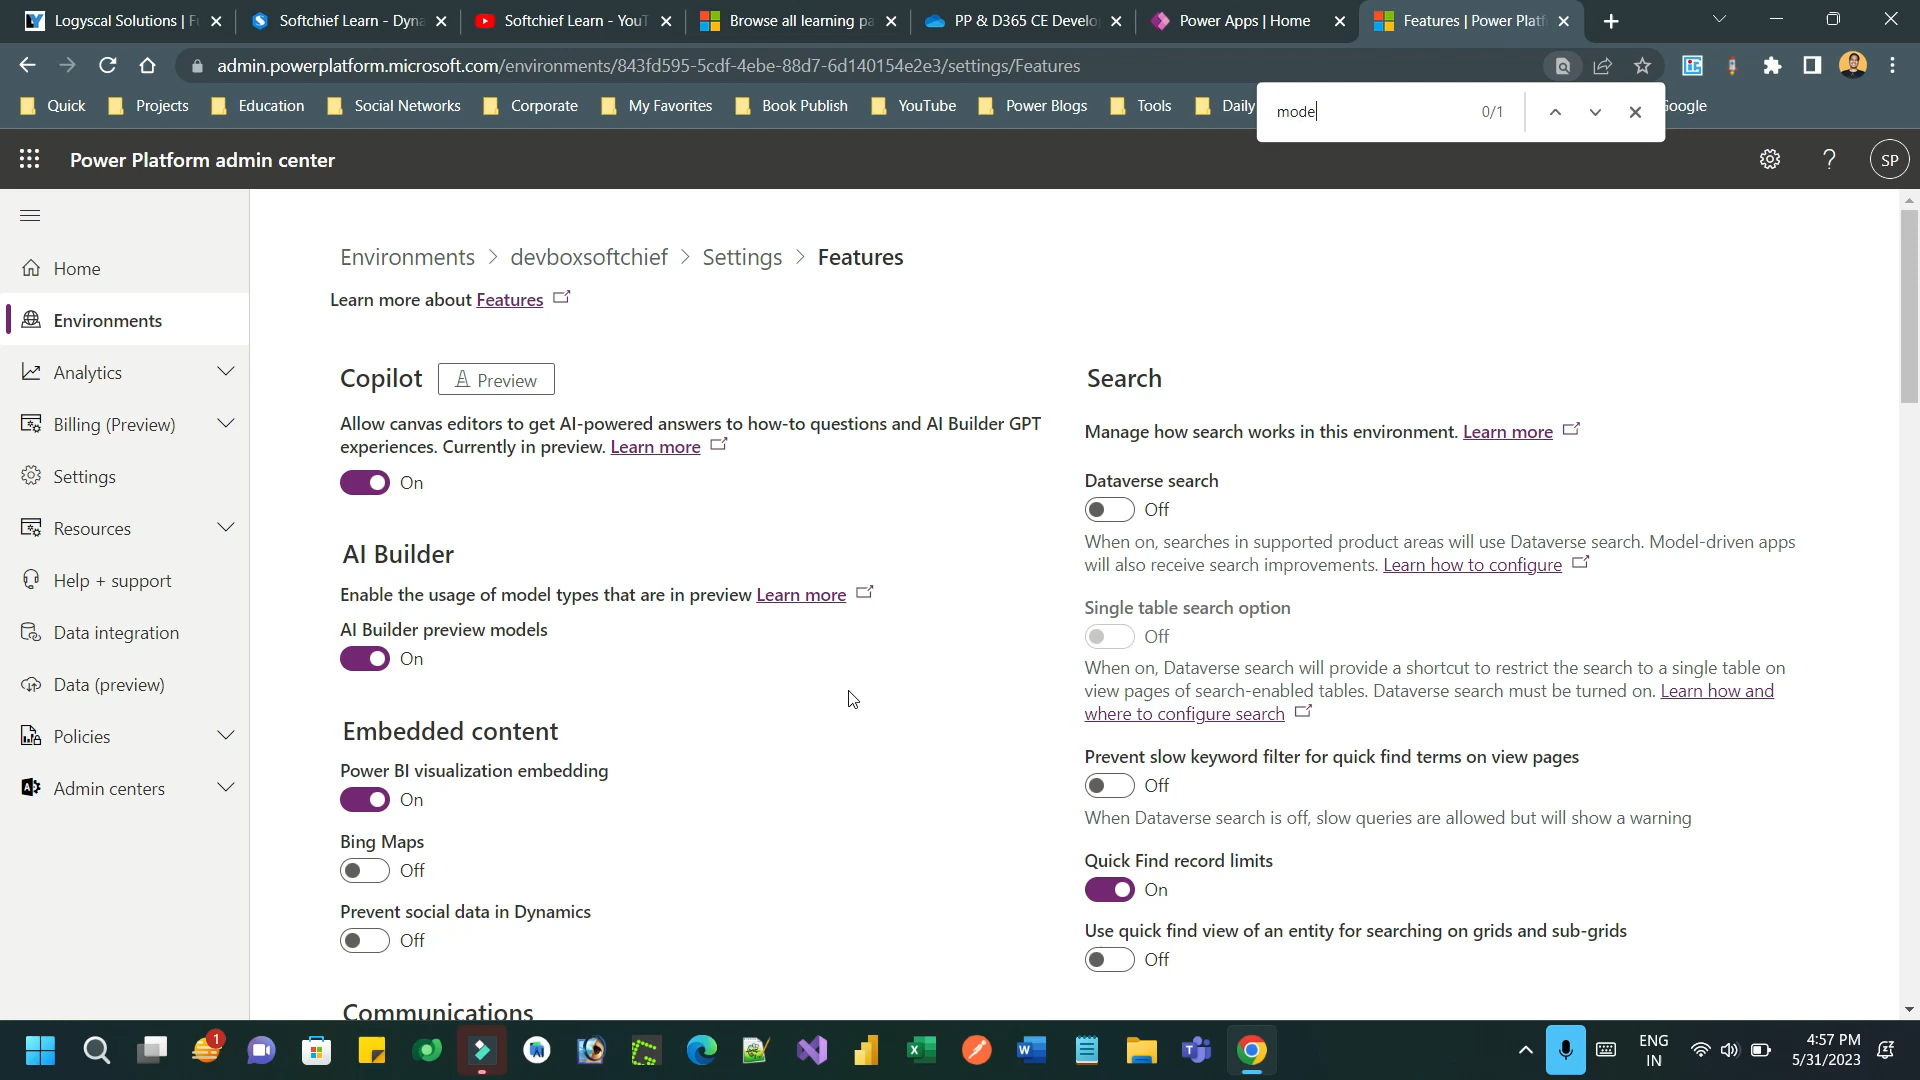 Logyscal Solutions | F
Softchief Learn - Dyna
Softchief Learn - YouT
Browse all learning pa
PP & D365 CE Develo
Power Apps | Home
Features | Power Platf
admin.powerplatform.microsoft.com/environments/843fd595-5cdf-4ebe-88d7-6d140154e2e3/settings/Features
Quick
Projects
Education
Social Networks
Corporate
My Favorites
Book Publish
YouTube
Power Blogs
Tools
Daily
Google
mode
0/1
Power Platform admin center
SP
Home
Environments
Analytics
Billing (Preview)
Settings
Resources
Help + support
Data integration
Data (preview)
Policies
Admin centers
Environments > devboxsoftchief > Settings > Features
Learn more about Features
Copilot Preview
Allow canvas editors to get AI-powered answers to how-to questions and AI Builder GPT
experiences. Currently in preview. Learn more
On
AI Builder
Enable the usage of model types that are in preview Learn more
AI Builder preview models
On
Embedded content
Power BI visualization embedding
On
Bing Maps
Off
Prevent social data in Dynamics
Off
Communications
Search
Manage how search works in this environment. Learn more
Dataverse search
Off
When on, searches in supported product areas will use Dataverse search. Model-driven apps
will also receive search improvements. Learn how to configure
Single table search option
Off
When on, Dataverse search will provide a shortcut to restrict the search to a single table on
view pages of search-enabled tables. Dataverse search must be turned on. Learn how and
where to configure search
Prevent slow keyword filter for quick find terms on view pages
Off
When Dataverse search is off, slow queries are allowed but will show a warning
Quick Find record limits
On
Use quick find view of an entity for searching on grids and sub-grids
Off
1
ENG
IN
4:57 PM
5/31/2023